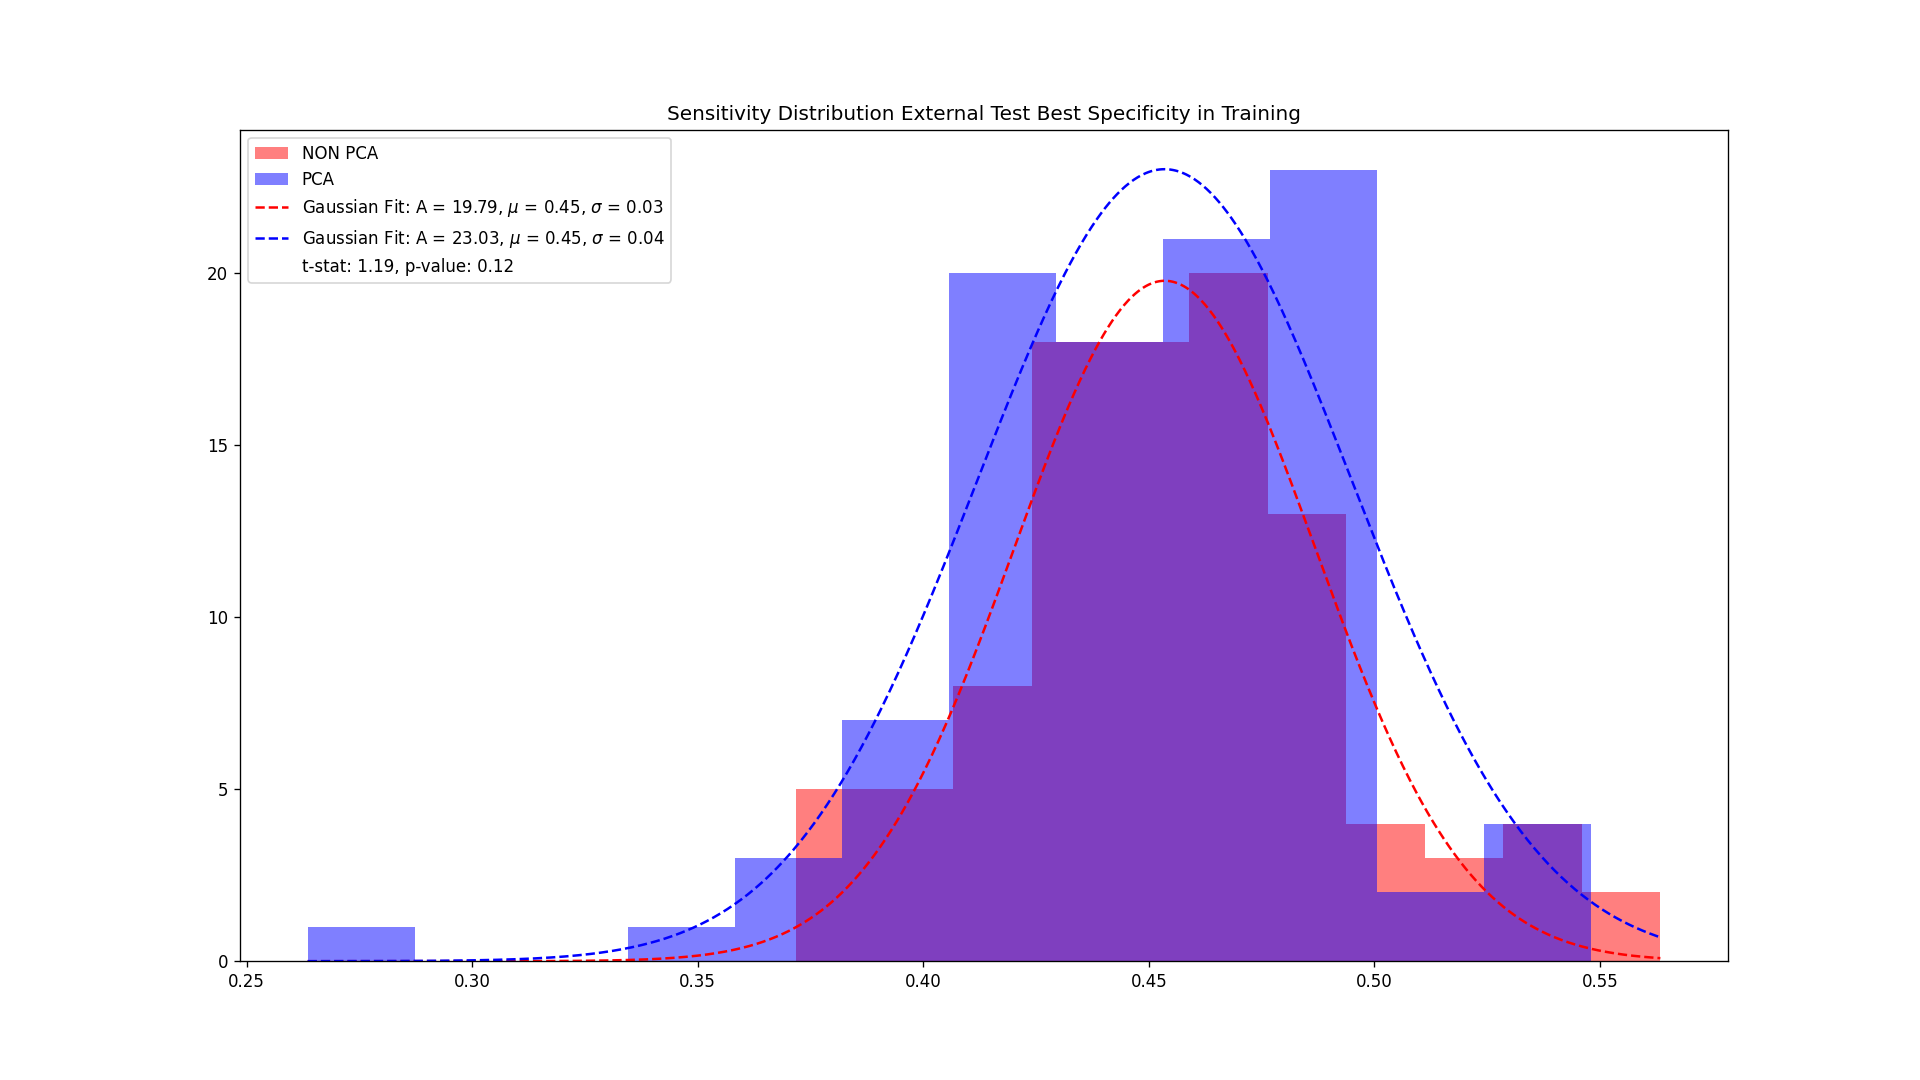 Sensitivity Distribution External Test Best Specificity in Training
NON PCA
PCA
Gaussian Fit: A = 19.79, μ = 0.45, σ = 0.03
Gaussian Fit: A = 23.03, μ = 0.45, σ = 0.04
t-stat: 1.19, p-value: 0.12
20
15
10
5
0
0.25 0.30 0.35 0.40 0.45 0.50 0.55